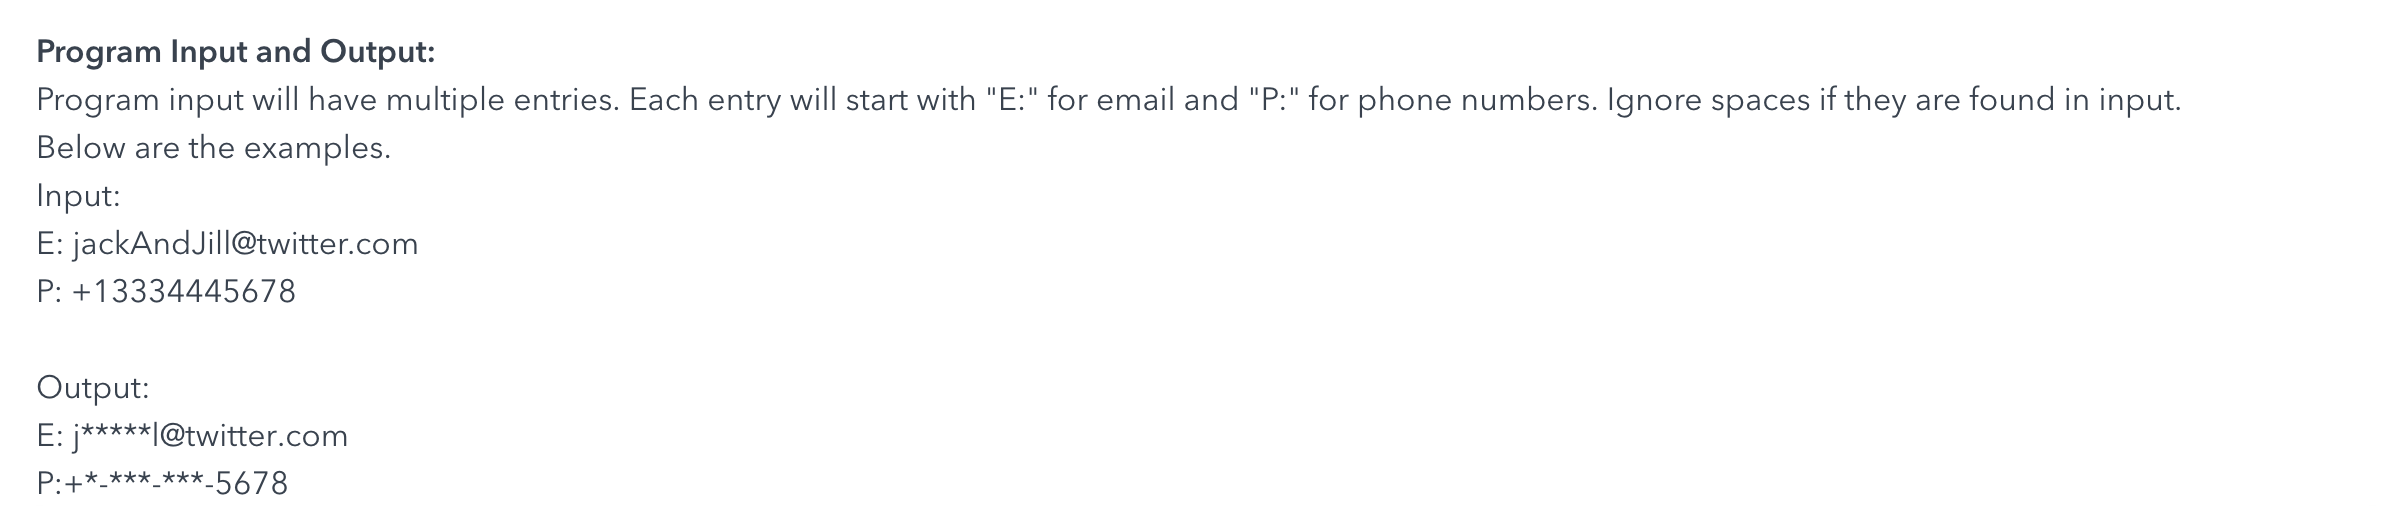 Program Input and Output:
Program input will have multiple entries. Each entry will start with "E:" for email and "P:" for phone numbers. Ignore spaces if they are found in input.
Below are the examples.
Input:
E: jackAndJill@twitter.com
P: +13334445678
Output:
E: j*****l@twitter.com
P:+*-***-***-5678